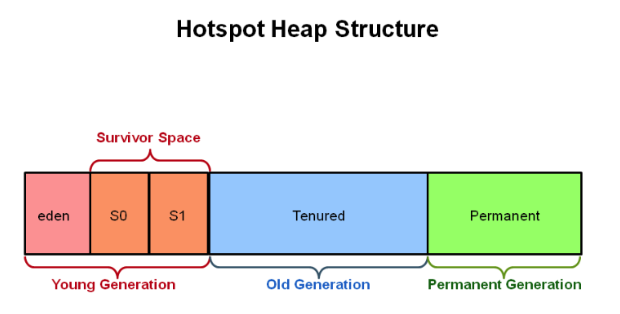 Hotspot Heap Structure
Survivor Space
eden S0 S1 Tenured Permanent
Young Generation Old Generation Permanent Generation